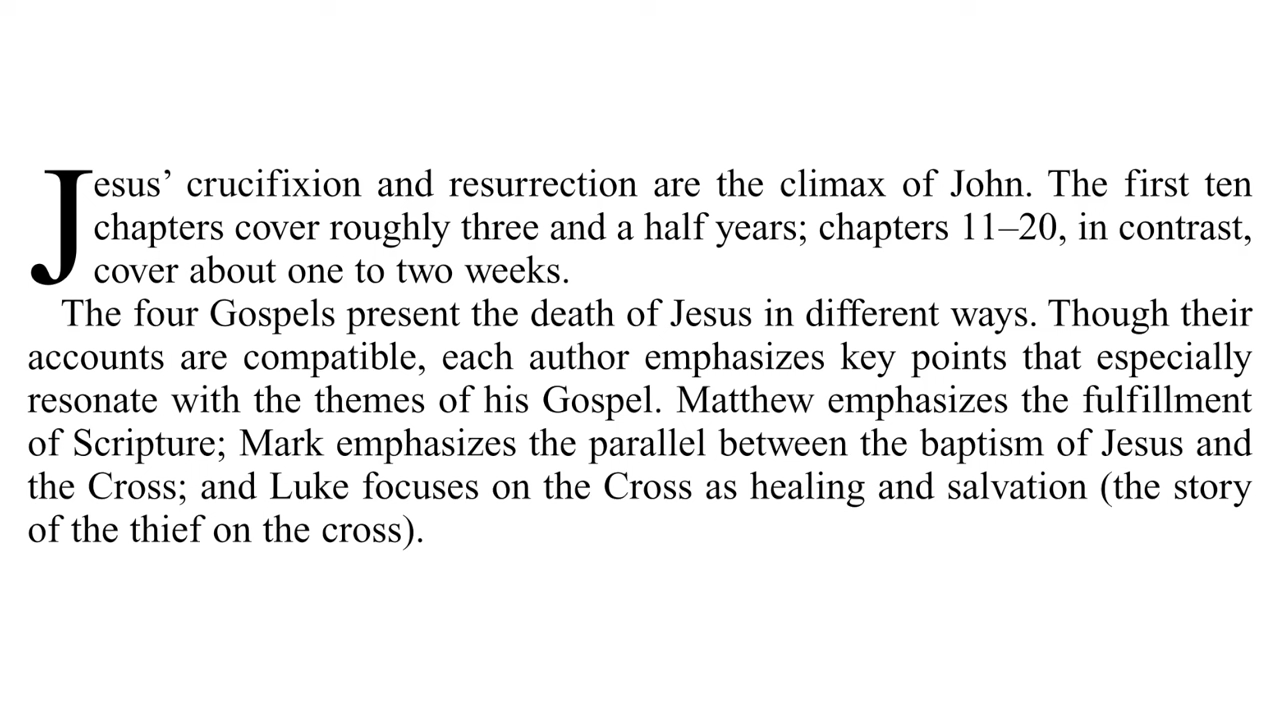 Jesus’ crucifixion and resurrection are the climax of John. The first ten
chapters cover roughly three and a half years; chapters 11–20, in contrast,
cover about one to two weeks.
The four Gospels present the death of Jesus in different ways. Though their
accounts are compatible, each author emphasizes key points that especially
resonate with the themes of his Gospel. Matthew emphasizes the fulfillment
of Scripture; Mark emphasizes the parallel between the baptism of Jesus and
the Cross; and Luke focuses on the Cross as healing and salvation (the story
of the thief on the cross).